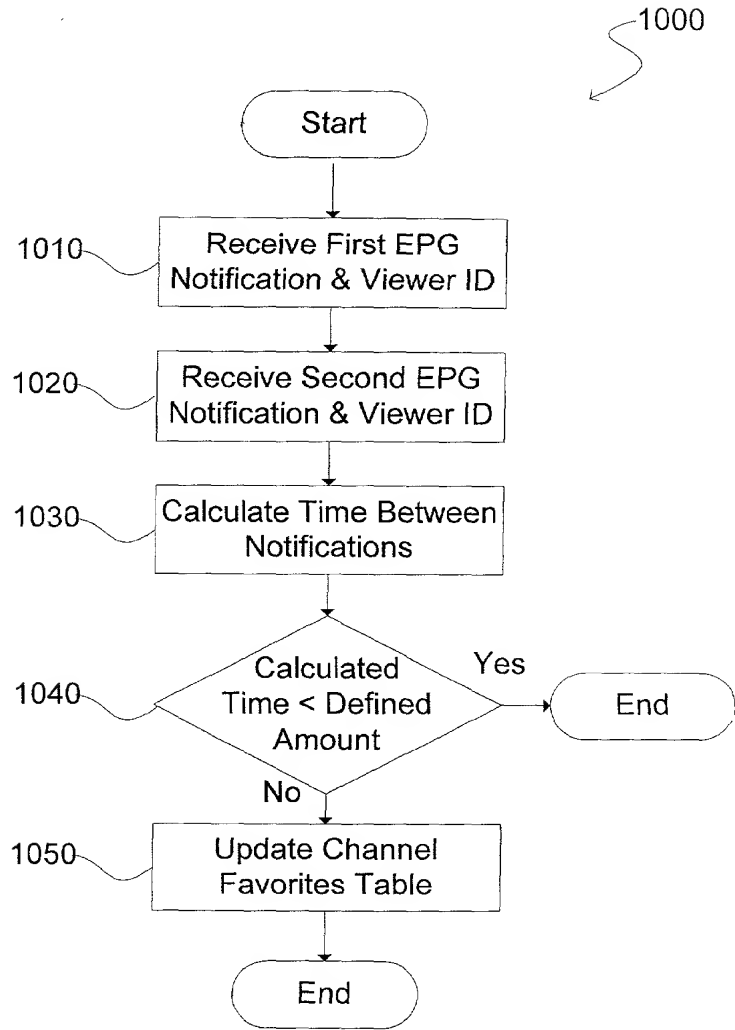 1000
Start
1010
Receive First EPG
Notification & Viewer ID
1020
Receive Second EPG
Notification & Viewer ID
1030
Calculate Time Between
Notifications
1040
Calculated
Time < Defined
Amount
Yes
End
No
1050
Update Channel
Favorites Table
End